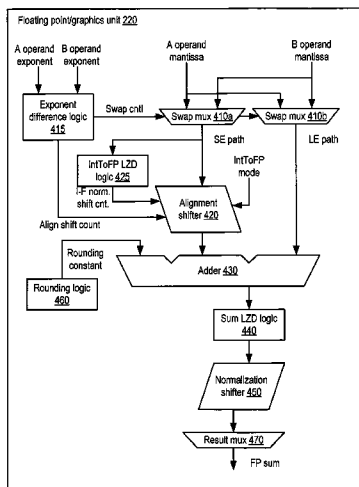 Floating point/graphics unit 220
A operand
exponent
B operand
exponent
A operand
mantissa
B operand
mantissa
Exponent
difference logic
415
Swap cntl
Swap mux 410a
Swap mux 410b
SE path
LE path
IntToFP LZD
logic 425
IntToFP
mode
I-F norm.
shift cnt.
Alignment
shifter 420
Align shift count
Rounding
constant
Adder 430
Rounding logic
460
Sum LZD logic
440
Normalization
shifter 450
Result mux 470
FP sum